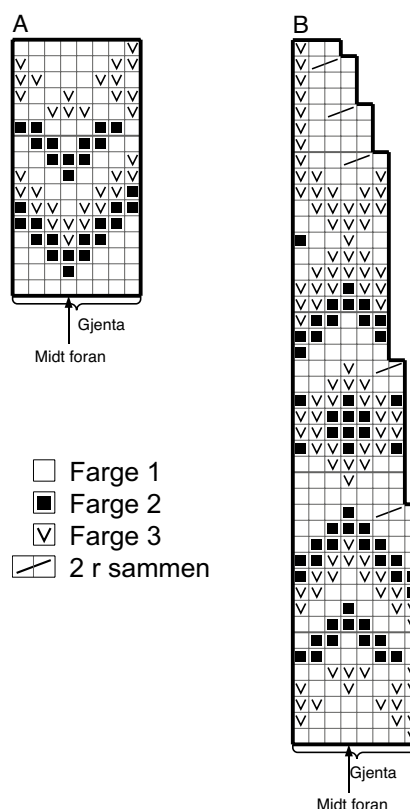 A
Gjenta
Midt foran
Farge 1
Farge 2
Farge 3
2 r sammen
B
Gjenta
Midt foran